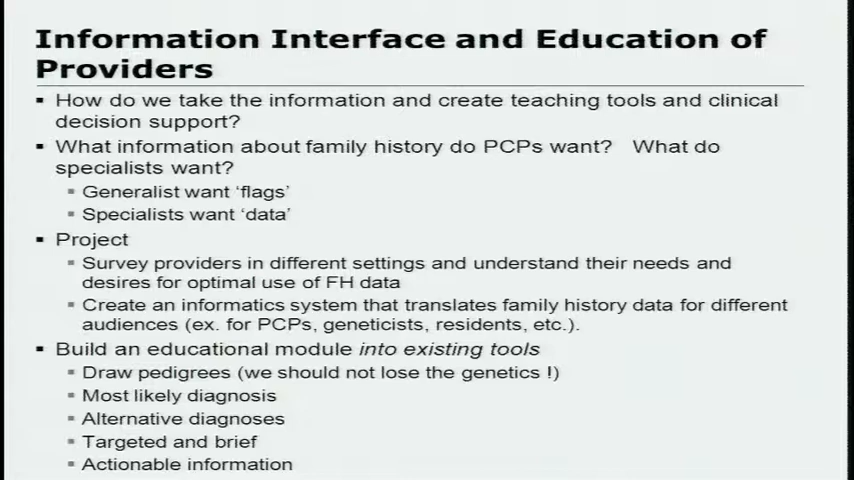 Information Interface and Education of
Providers
▪ How do we take the information and create teaching tools and clinical
decision support?
▪ What information about family history do PCPs want?   What do
specialists want?
▪ Generalist want ‘flags’
▪ Specialists want ‘data’
▪ Project
▪ Survey providers in different settings and understand their needs and
desires for optimal use of FH data
▪ Create an informatics system that translates family history data for different
audiences (ex. for PCPs, geneticists, residents, etc.).
▪ Build an educational module into existing tools
▪ Draw pedigrees (we should not lose the genetics !)
▪ Most likely diagnosis
▪ Alternative diagnoses
▪ Targeted and brief
▪ Actionable information